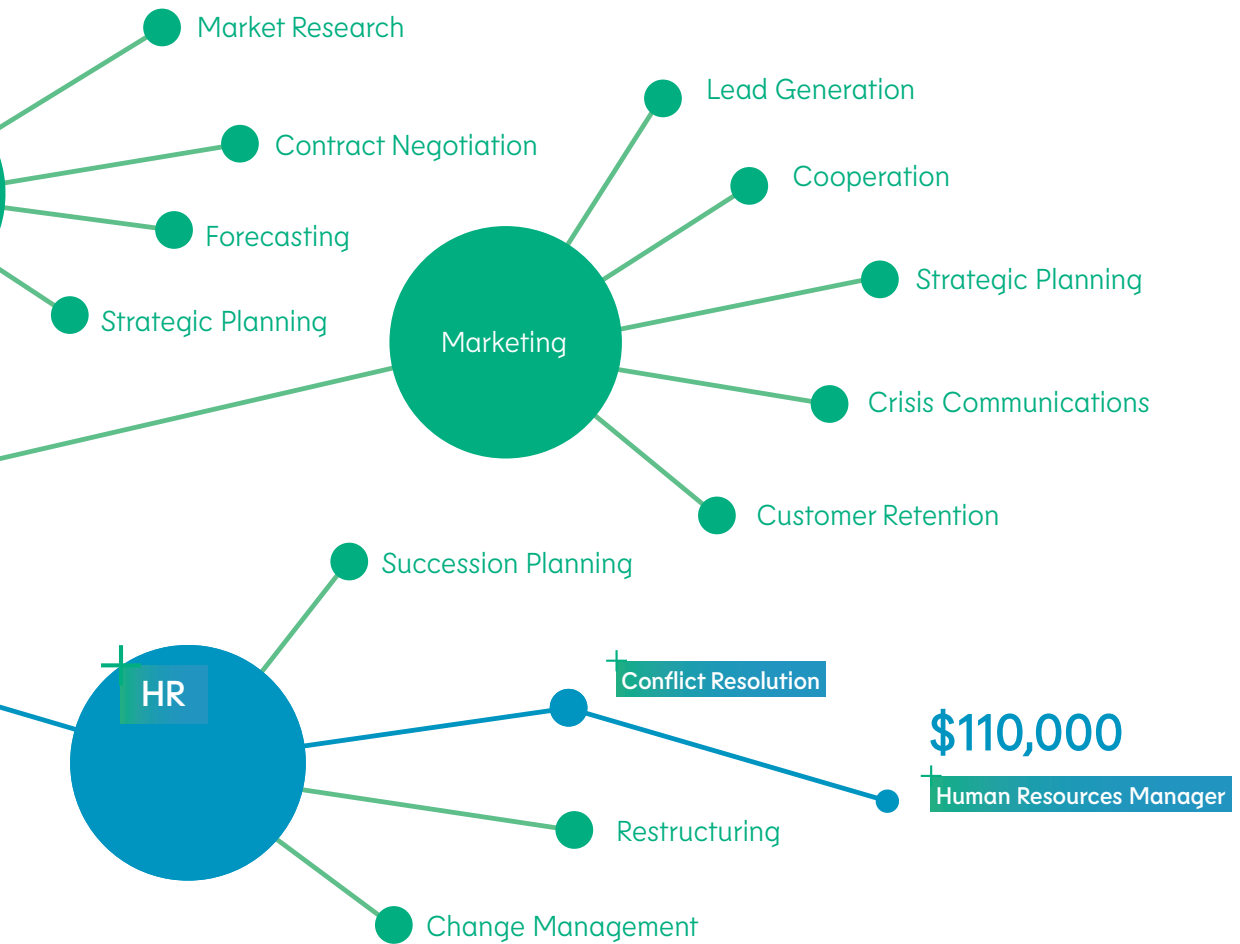 Market Research
Lead Generation
Contract Negotiation
Cooperation
Forecasting
Strategic Planning
Strategic Planning
Marketing
Crisis Communications
Customer Retention
Succession Planning
HR
Conflict Resolution
$110,000
Human Resources Manager
Restructuring
Change Management